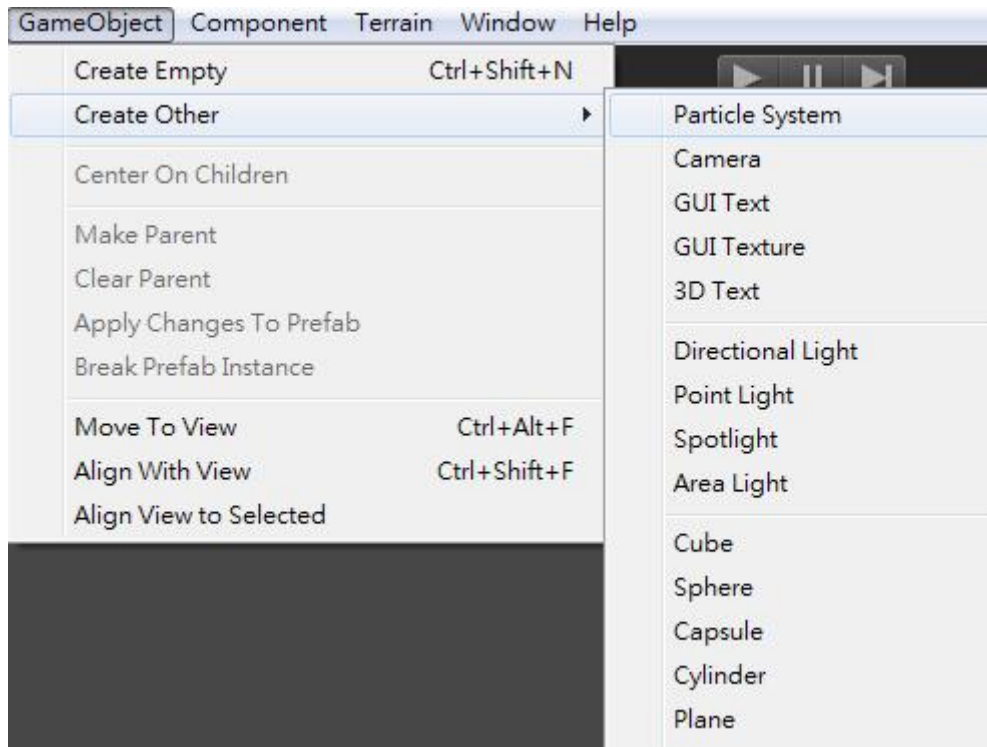 GameObject Component Terrain Window Help
Create Empty Ctrl+Shift+N
Create Other
Center On Children
Make Parent
Clear Parent
Apply Changes To Prefab
Break Prefab Instance
Move To View Ctrl+Alt+F
Align With View Ctrl+Shift+F
Align View to Selected
Particle System
Camera
GUI Text
GUI Texture
3D Text
Directional Light
Point Light
Spotlight
Area Light
Cube
Sphere
Capsule
Cylinder
Plane